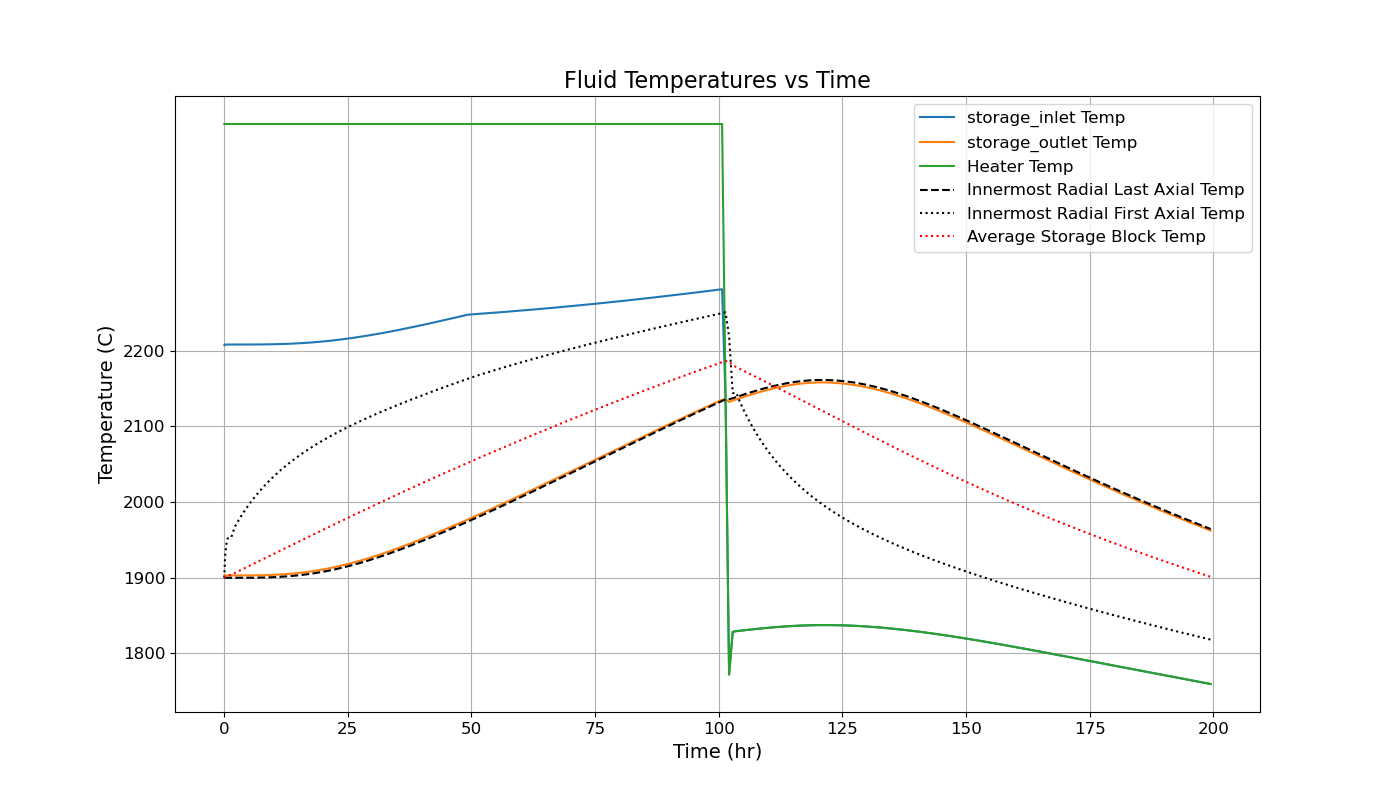 Fluid Temperatures vs Time
storage_inlet Temp
storage_outlet Temp
Heater Temp
Innermost Radial Last Axial Temp
Innermost Radial First Axial Temp
Average Storage Block Temp
Temperature (C)
2200
2100
2000
1900
1800
0 25 50 75 100 125 150 175 200
Time (hr)